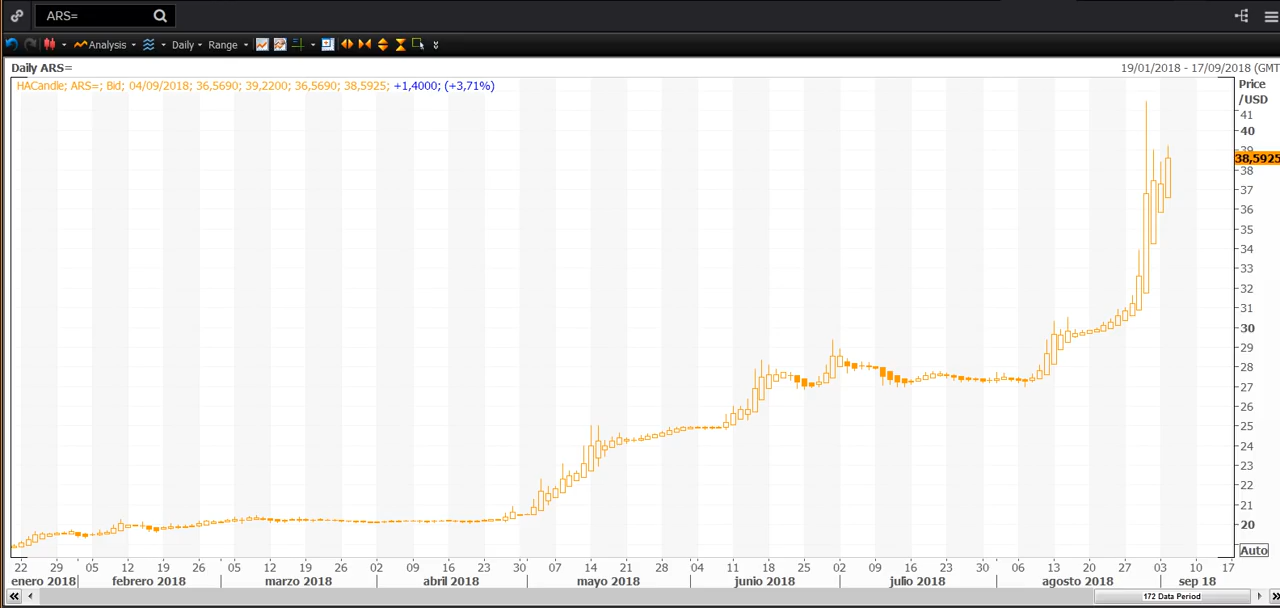 ARS=
Analysis Daily Range
Daily ARS= 19/01/2018 - 17/09/2018 (GMT
HACandle; ARS=; Bid; 04/09/2018; 36,5690; 39,2200; 36,5690; 38,5925; +1,4000; (+3,71%)
Price
/USD
41
40
39
38,5925
38
37
36
35
34
33
32
31
30
29
28
27
26
25
24
23
22
21
20
Auto
22 29 05 12 19 26 05 12 19 26 02 09 16 23 30 07 14 21 28 04 11 18 25 02 09 16 23 30 06 13 20 27 03 10 17
enero 2018 febrero 2018 marzo 2018 abril 2018 mayo 2018 junio 2018 julio 2018 agosto 2018 sep 18
172 Data Period